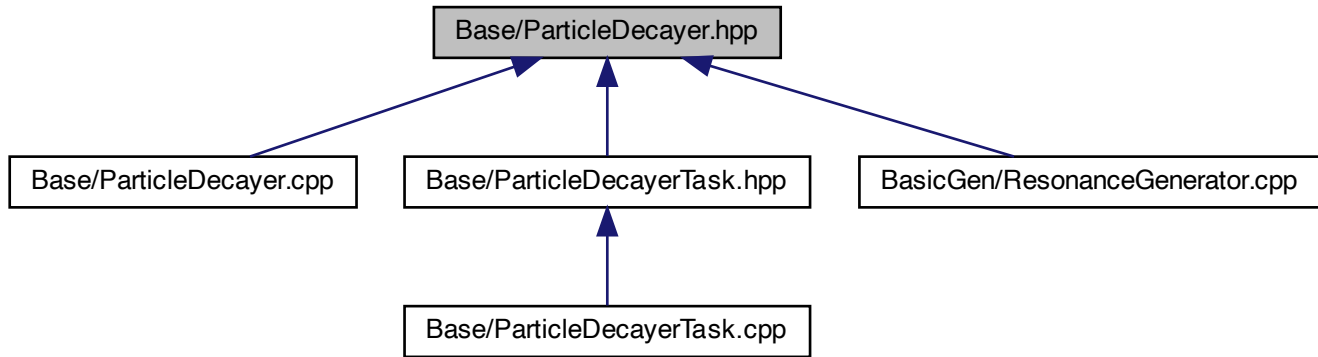 Base/ParticleDecayer.hpp
Base/ParticleDecayer.cpp
Base/ParticleDecayerTask.hpp
BasicGen/ResonanceGenerator.cpp
Base/ParticleDecayerTask.cpp